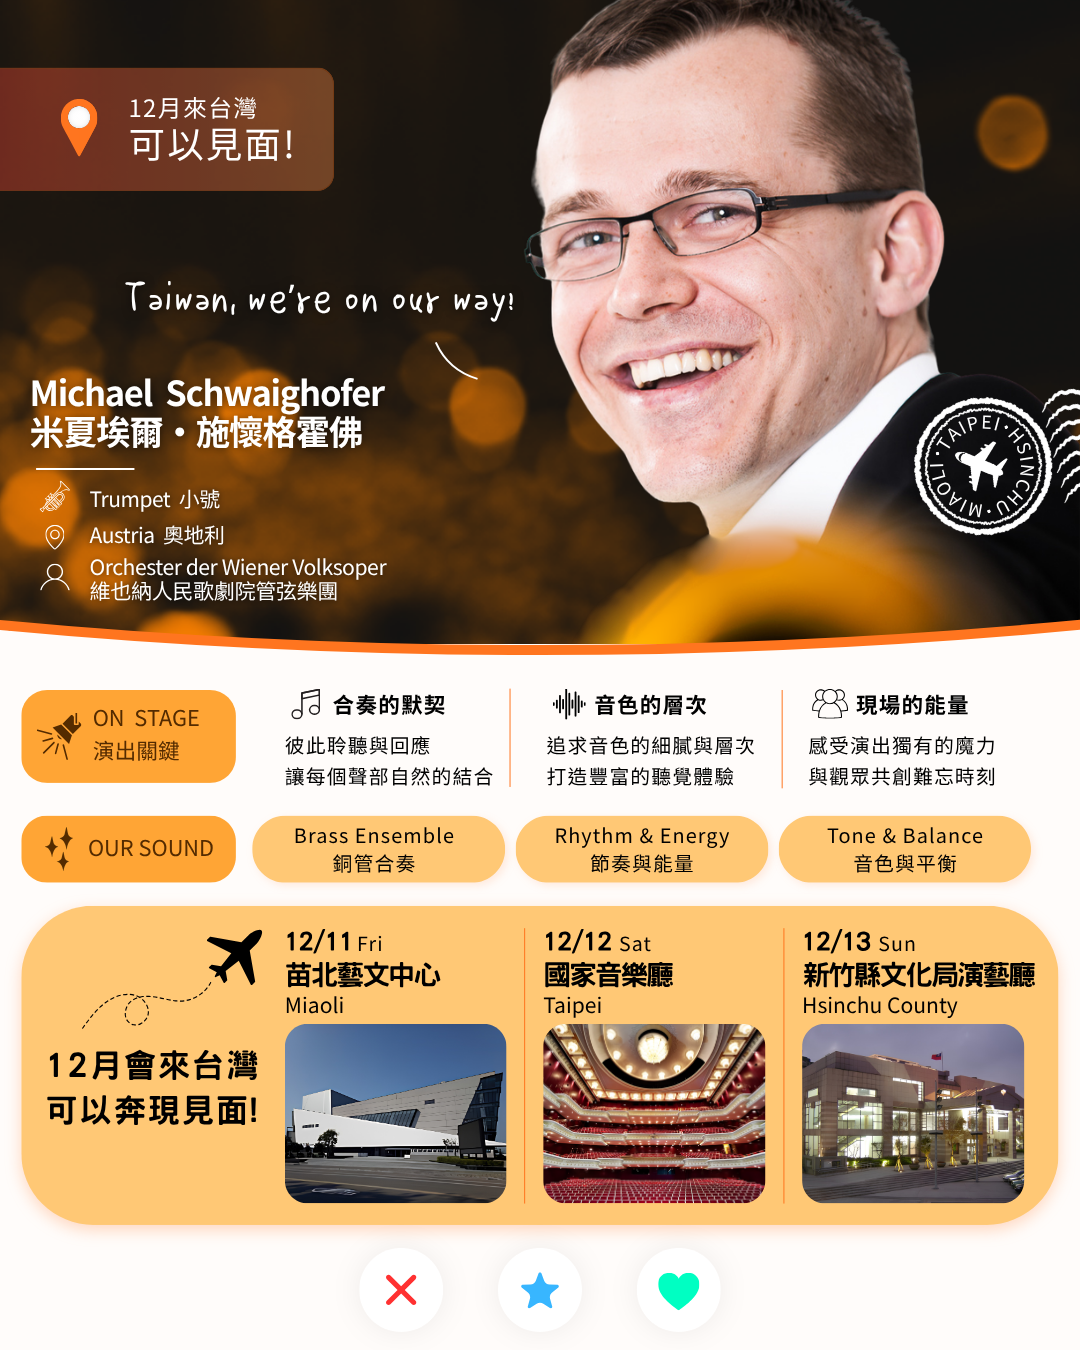 12月來台灣
可以見面!
Taiwan, we're on our way!
Michael Schwaighofer
米夏埃爾・施懷格霍佛
Trumpet 小號
Austria 奧地利
Orchester der Wiener Volksoper
維也納人民歌劇院管弦樂團
TAIPEI・HSINCHU・MIAOLI・
ON STAGE
演出關鍵
合奏的默契
彼此聆聽與回應
讓每個聲部自然的結合
音色的層次
追求音色的細膩與層次
打造豐富的聽覺體驗
現場的能量
感受演出獨有的魔力
與觀眾共創難忘時刻
OUR SOUND
Brass Ensemble
銅管合奏
Rhythm & Energy
節奏與能量
Tone & Balance
音色與平衡
12月會來台灣
可以奔現見面!
12/11 Fri
苗北藝文中心
Miaoli
12/12 Sat
國家音樂廳
Taipei
12/13 Sun
新竹縣文化局演藝廳
Hsinchu County